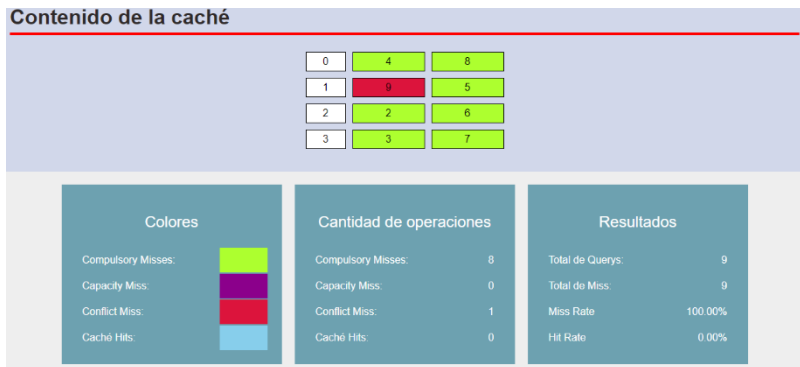 Contenido de la caché
0 4 8
1 9 5
2 2 6
3 3 7
Colores
Compulsory Misses:
Capacity Miss:
Conflict Miss:
Caché Hits:
Cantidad de operaciones
Compulsory Misses: 8
Capacity Miss: 0
Conflict Miss: 1
Caché Hits: 0
Resultados
Total de Querys: 9
Total de Miss: 9
Miss Rate 100.00%
Hit Rate 0.00%